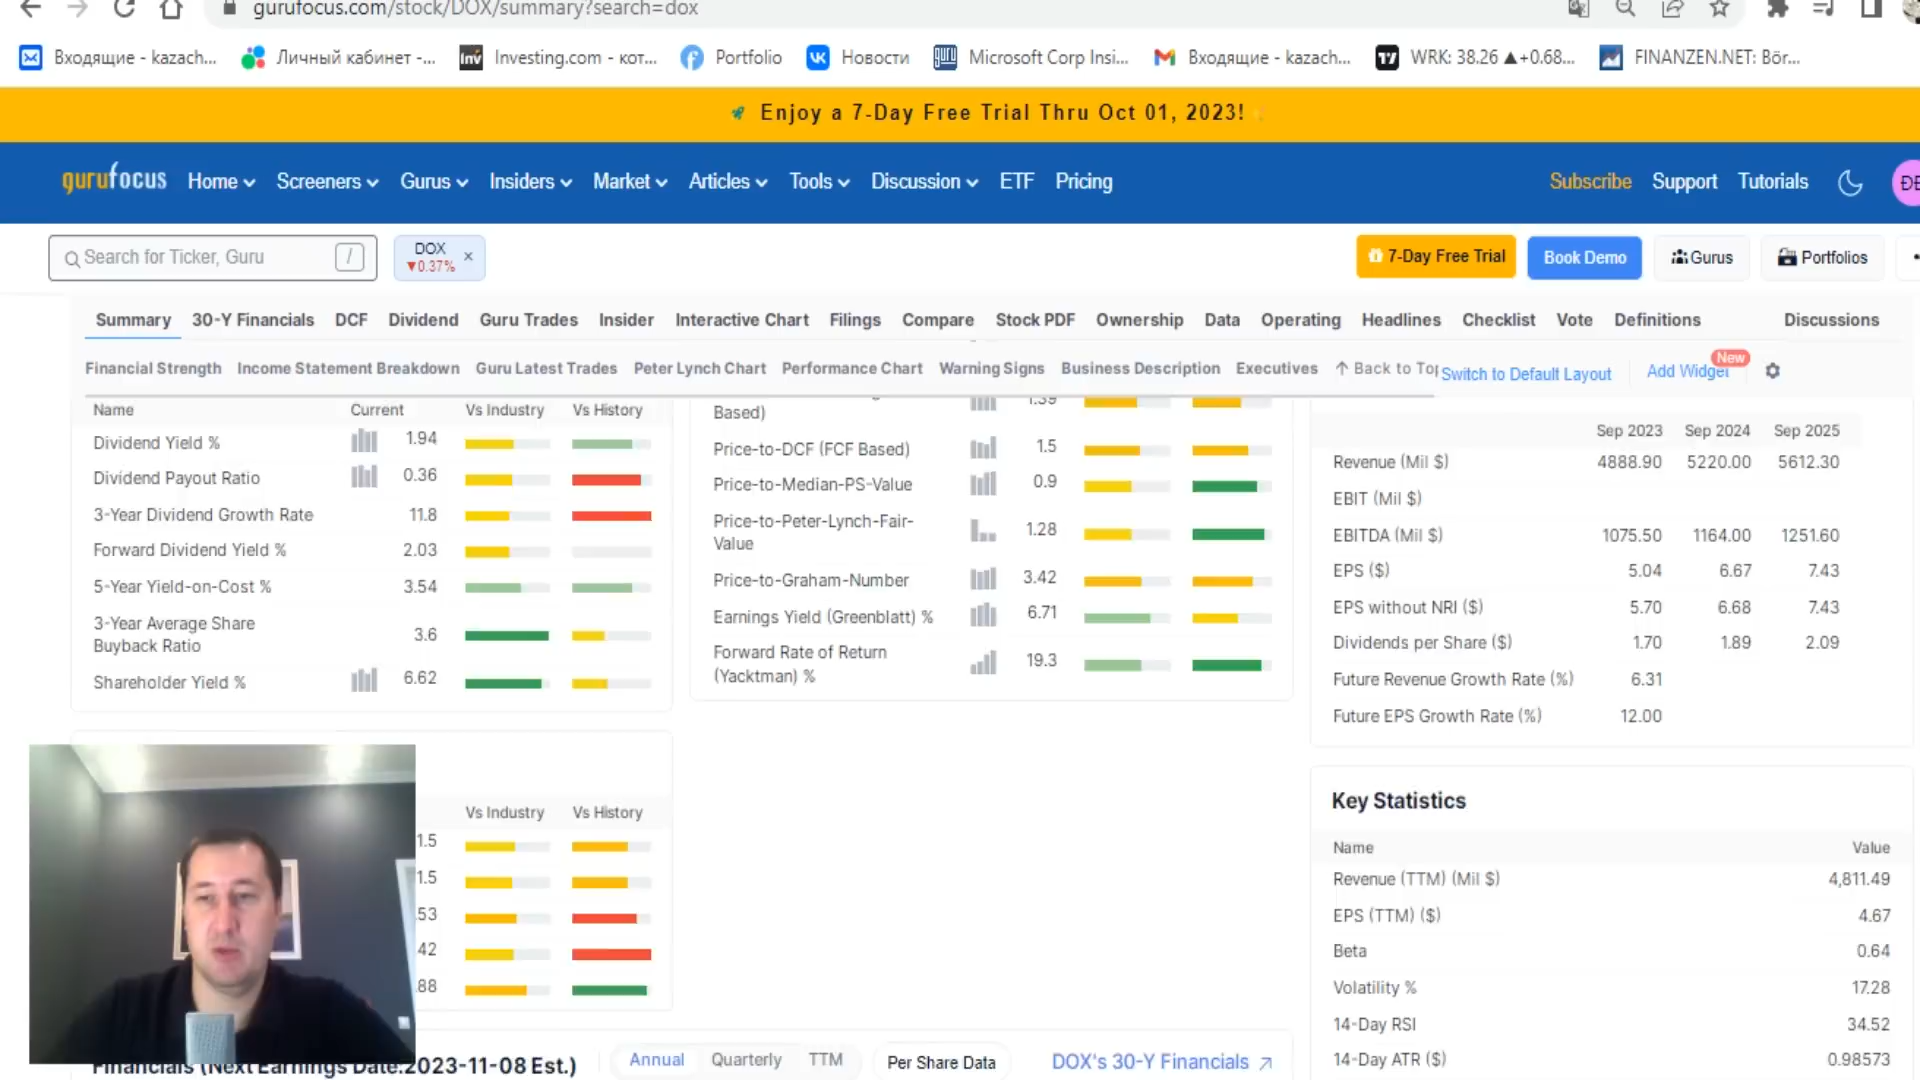 gurufocus.com/stock/DOX/summary?search=dox
Входящие - kazach... Личный кабинет -... Inv Investing.com - кот... Portfolio Новости guru Microsoft Corp Insi... Входящие - kazach... WRK: 38.26 ▲+0.68... FINANZEN.NET: Bör...
Enjoy a 7-Day Free Trial Thru Oct 01, 2023!
gurufocus Home Screeners Gurus Insiders Market Articles Tools Discussion ETF Pricing Subscribe Support Tutorials
Search for Ticker, Guru / DOX ▼0.37% × 7-Day Free Trial Book Demo Gurus Portfolios
Summary 30-Y Financials DCF Dividend Guru Trades Insider Interactive Chart Filings Compare Stock PDF Ownership Data Operating Headlines Checklist Vote Definitions Discussions
Financial Strength Income Statement Breakdown Guru Latest Trades Peter Lynch Chart Performance Chart Warning Signs Business Description Executives ↑ Back to Top Switch to Default Layout Add Widget New
Name Current Vs Industry Vs History
Dividend Yield % 1.94
Dividend Payout Ratio 0.36
3-Year Dividend Growth Rate 11.8
Forward Dividend Yield % 2.03
5-Year Yield-on-Cost % 3.54
3-Year Average Share
Buyback Ratio 3.6
Shareholder Yield % 6.62
Based) 1.39
Price-to-DCF (FCF Based) 1.5
Price-to-Median-PS-Value 0.9
Price-to-Peter-Lynch-Fair-
Value 1.28
Price-to-Graham-Number 3.42
Earnings Yield (Greenblatt) % 6.71
Forward Rate of Return
(Yacktman) % 19.3
Sep 2023 Sep 2024 Sep 2025
Revenue (Mil $) 4888.90 5220.00 5612.30
EBIT (Mil $)
EBITDA (Mil $) 1075.50 1164.00 1251.60
EPS ($) 5.04 6.67 7.43
EPS without NRI ($) 5.70 6.68 7.43
Dividends per Share ($) 1.70 1.89 2.09
Future Revenue Growth Rate (%) 6.31
Future EPS Growth Rate (%) 12.00
Vs Industry Vs History
1.5
1.5
.53
42
.88
Key Statistics
Name Value
Revenue (TTM) (Mil $) 4,811.49
EPS (TTM) ($) 4.67
Beta 0.64
Volatility % 17.28
14-Day RSI 34.52
14-Day ATR ($) 0.98573
Financials (Next Earnings Date:2023-11-08 Est.) Annual Quarterly TTM Per Share Data DOX's 30-Y Financials